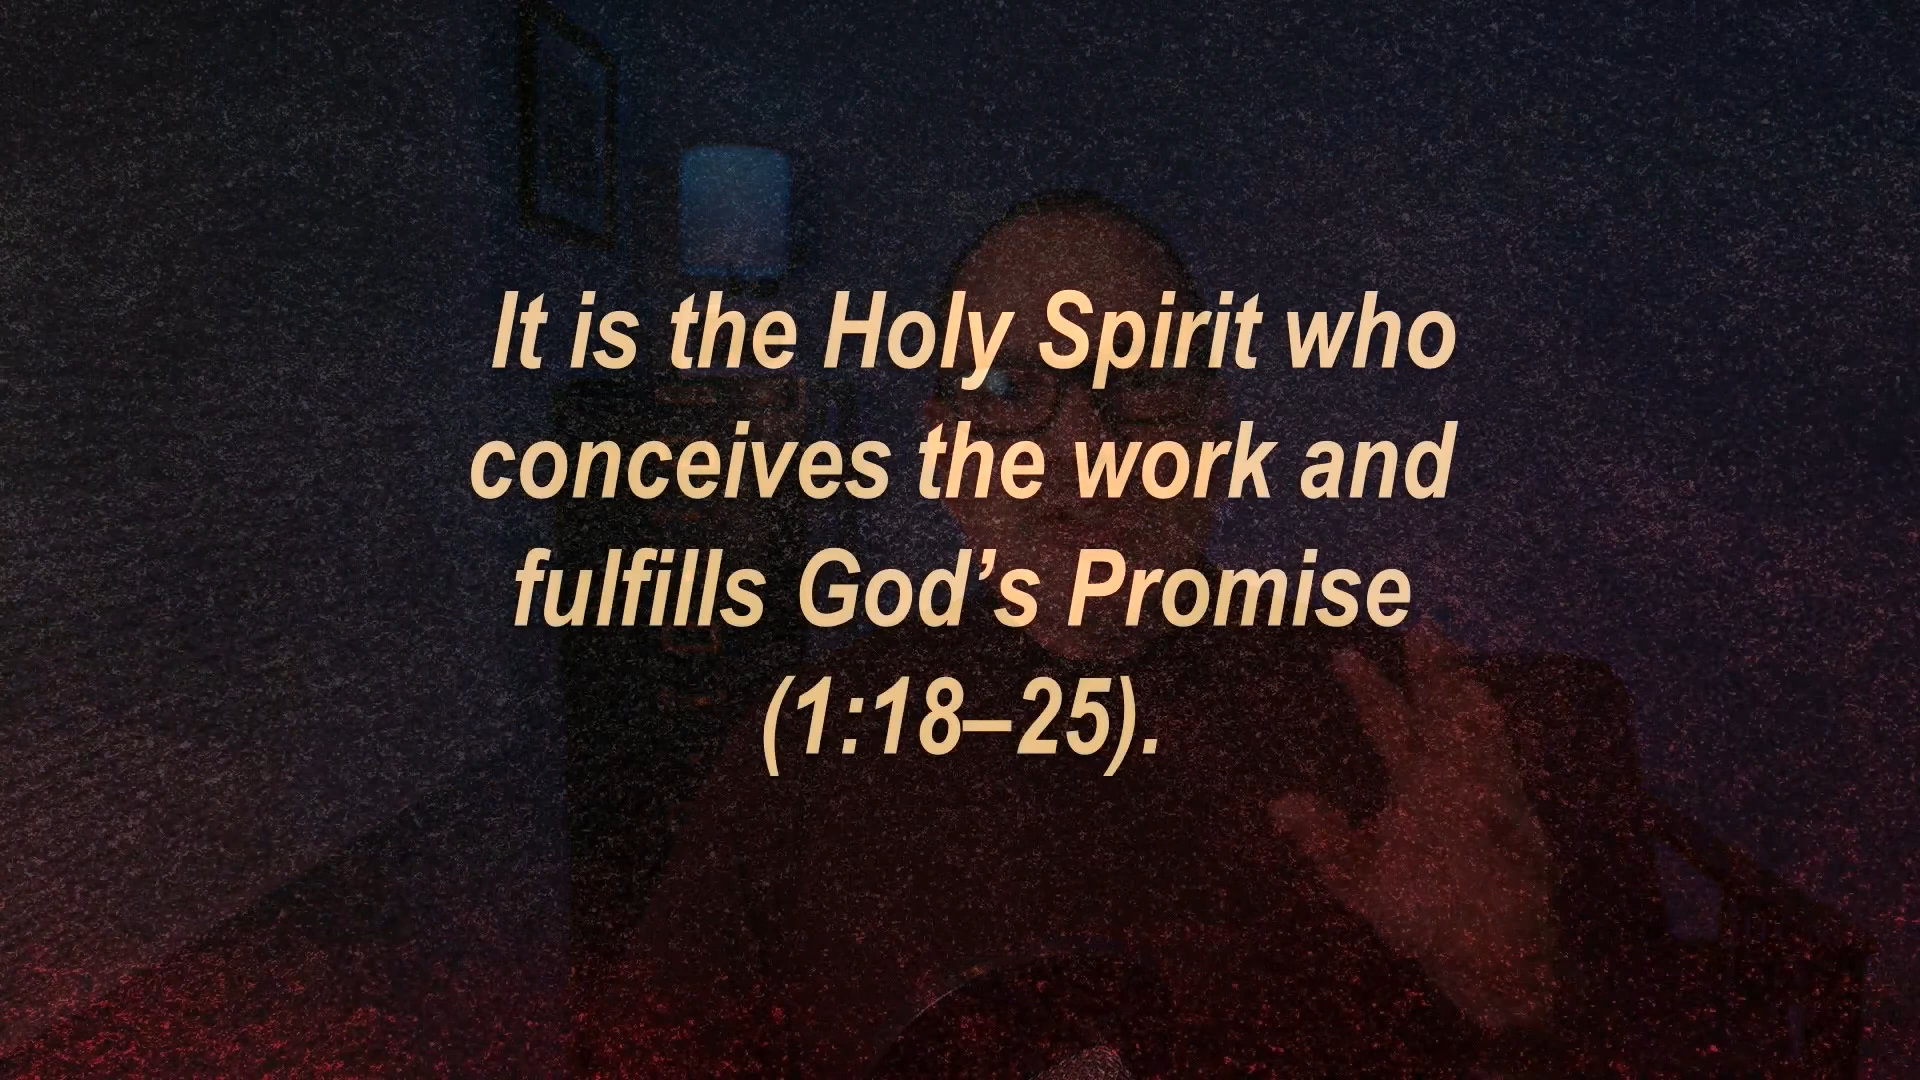 It is the Holy Spirit who
conceives the work and
fulfills God’s Promise
(1:18–25).